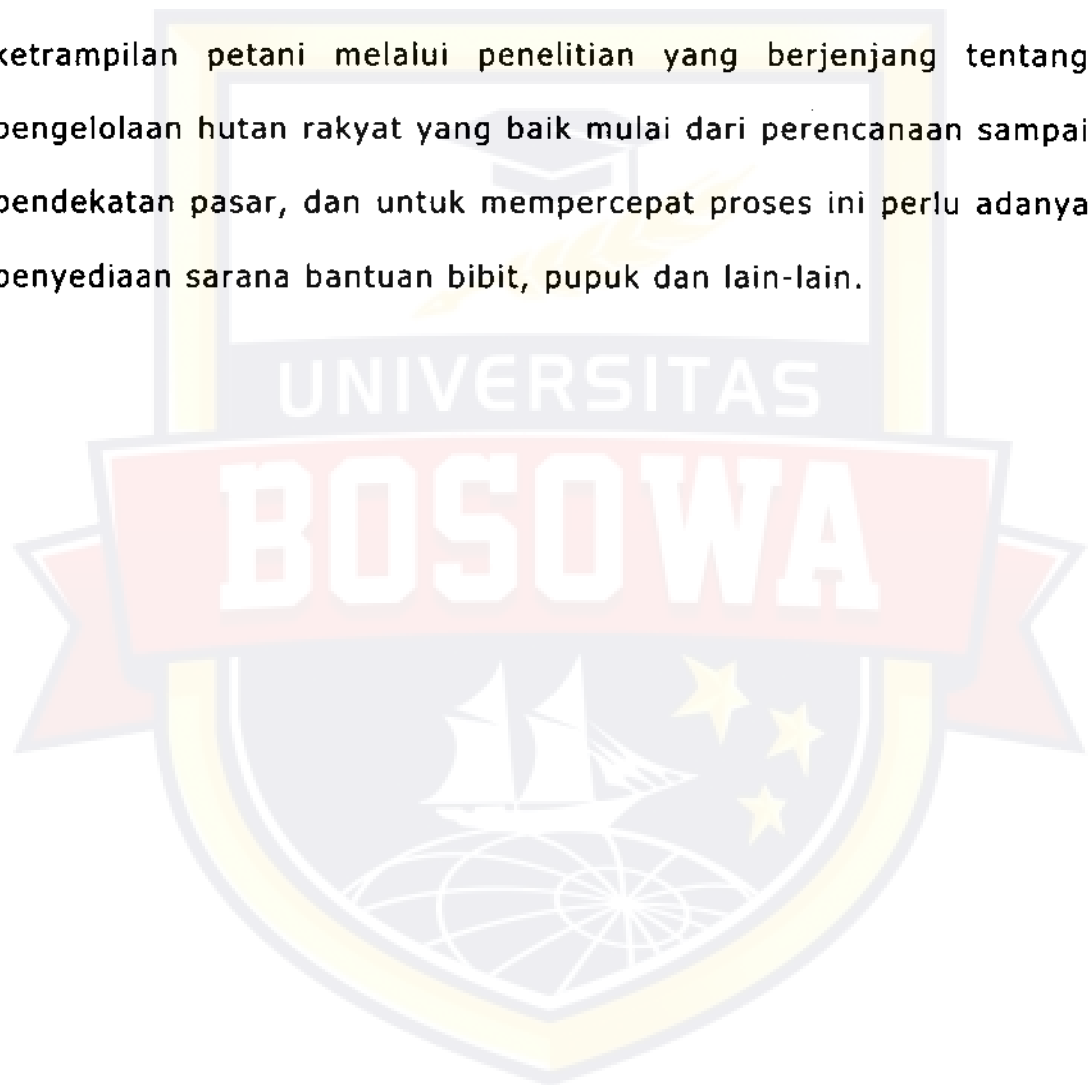 ketrampilan petani melalui penelitian yang berjenjang tentang
pengelolaan hutan rakyat yang baik mulai dari perencanaan sampai
pendekatan pasar, dan untuk mempercepat proses ini perlu adanya
penyediaan sarana bantuan bibit, pupuk dan lain-lain.
UNIVERSITAS
BOSOWA